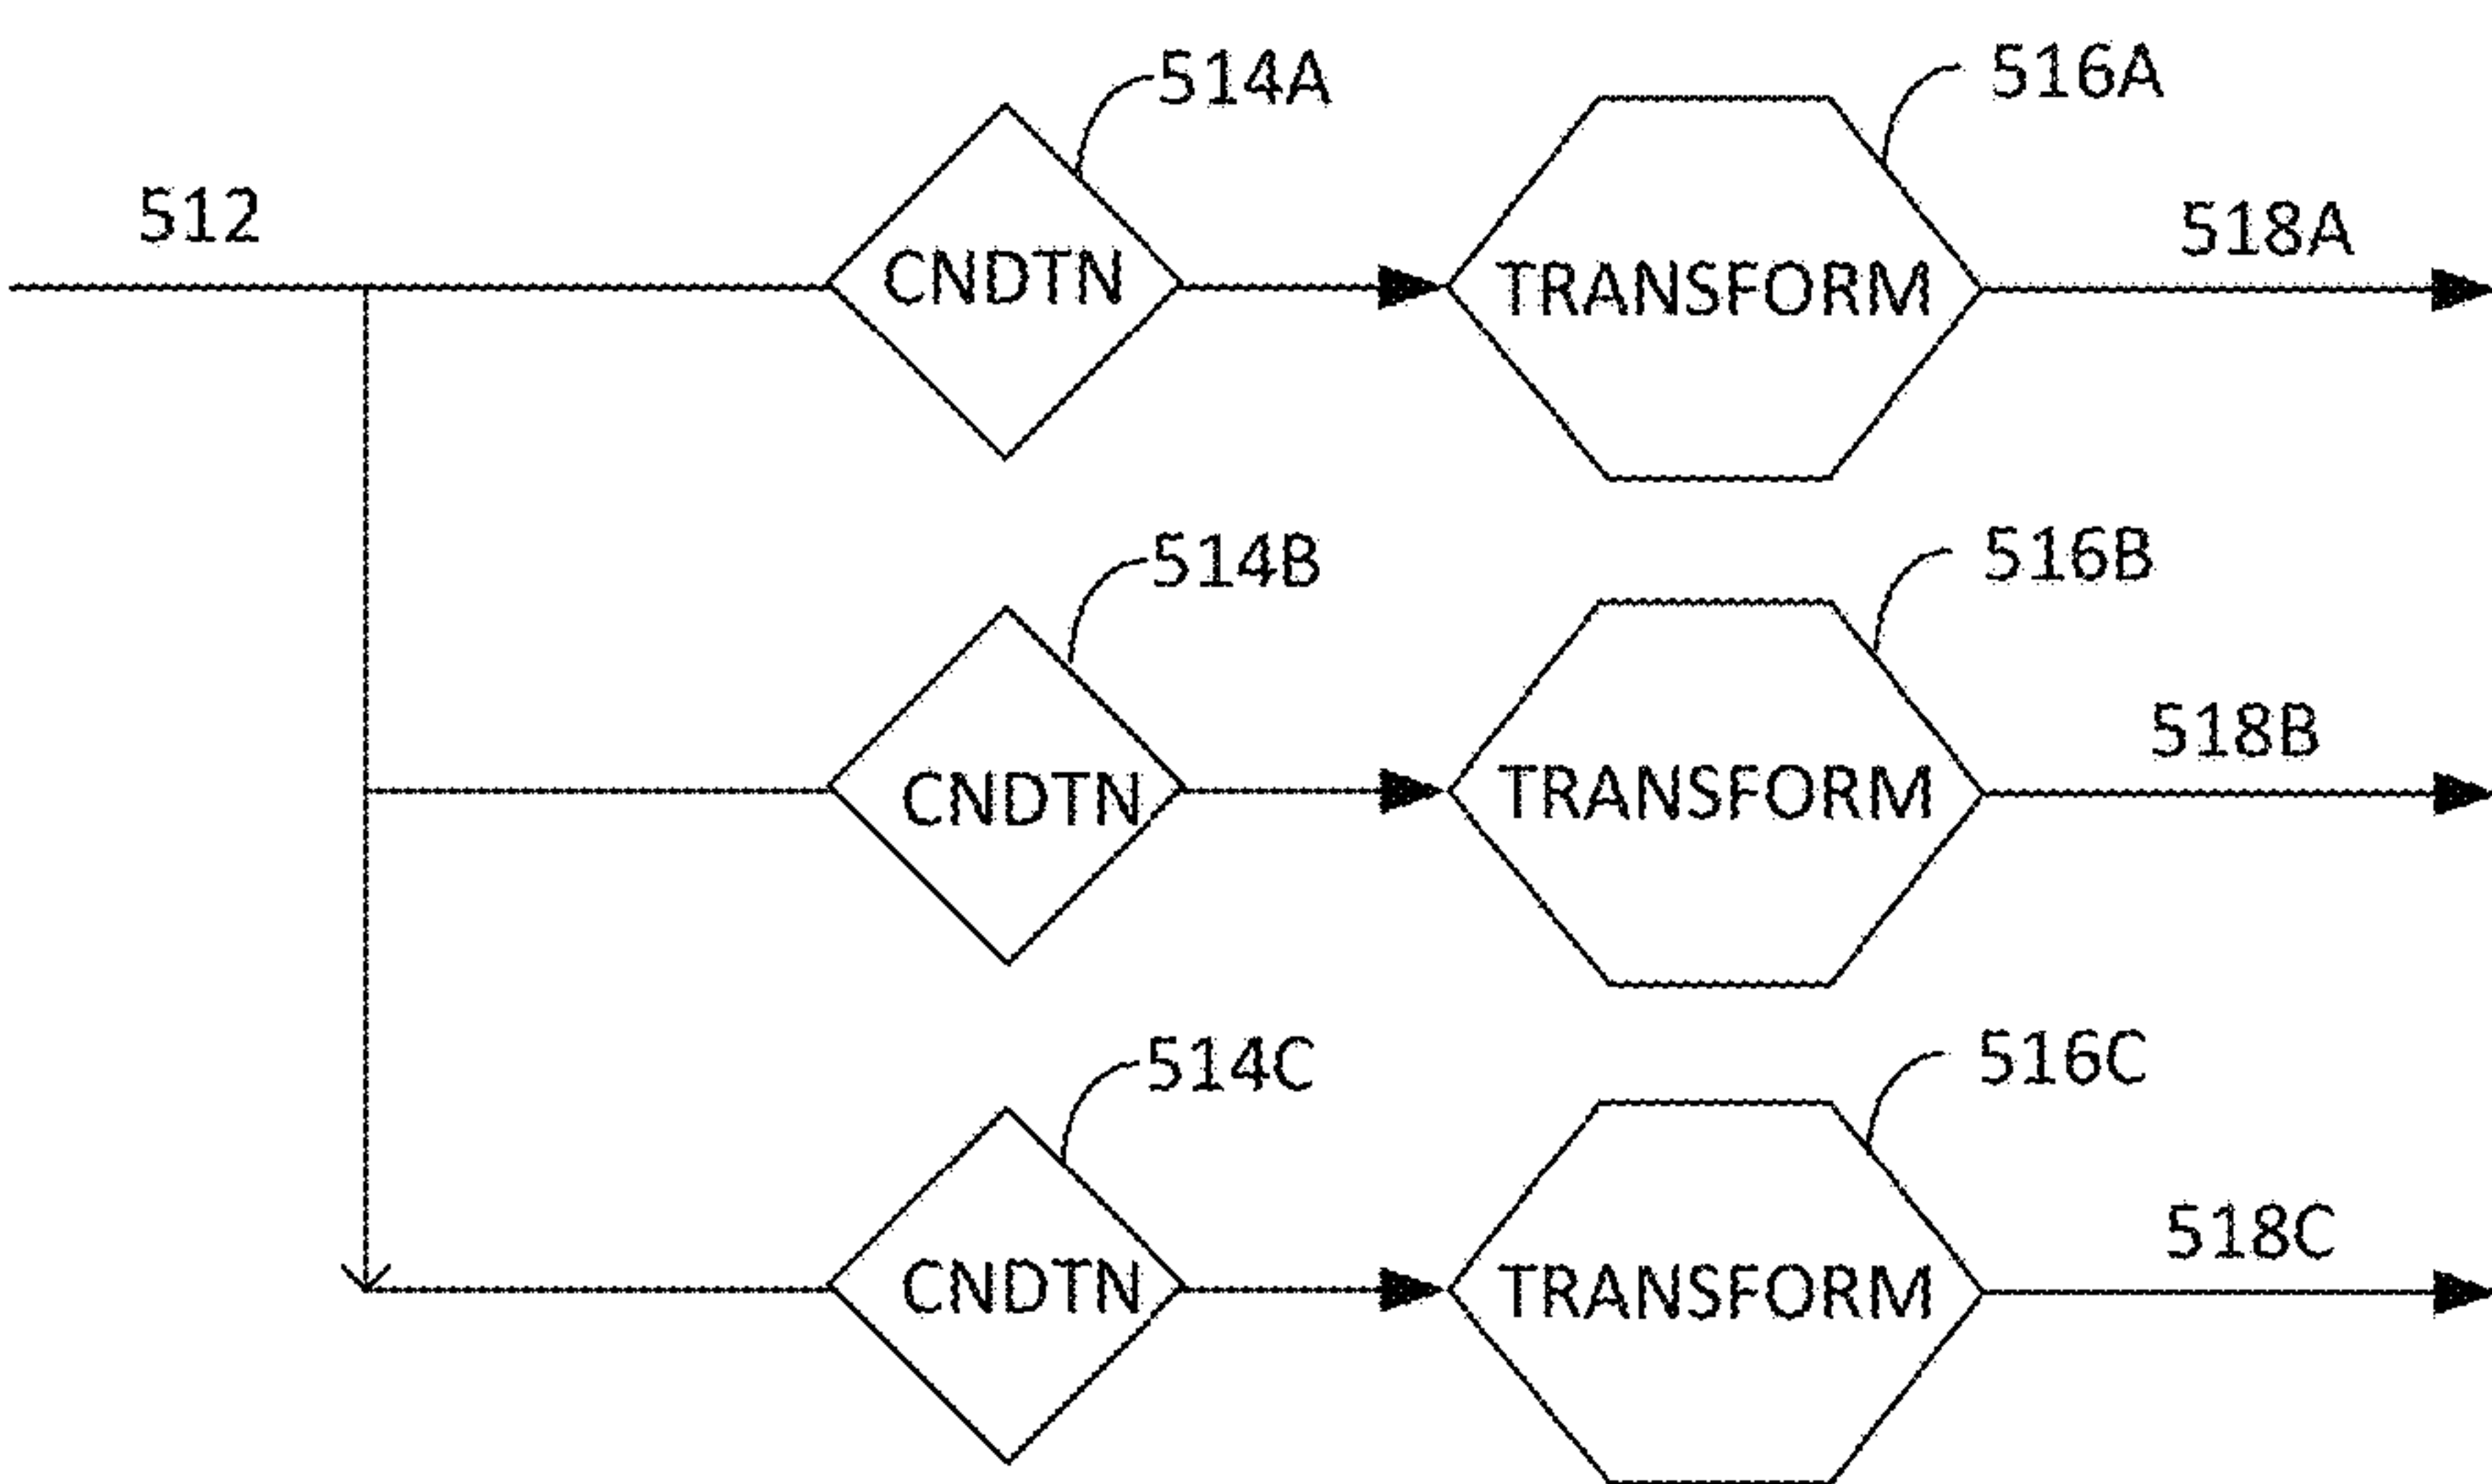 514A
516A
512
518A
CNDTN
TRANSFORM
514B
516B
518B
CNDTN
TRANSFORM
514C
516C
518C
CNDTN
TRANSFORM